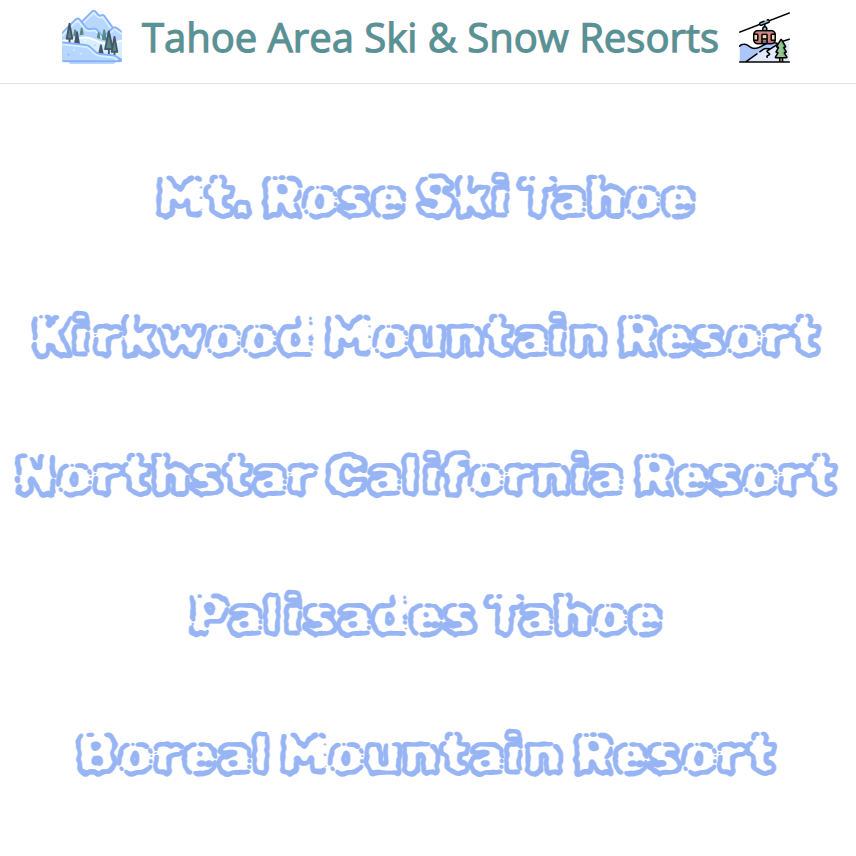 Tahoe Area Ski & Snow Resorts
Mt. Rose Ski Tahoe
Kirkwood Mountain Resort
Northstar California Resort
Palisades Tahoe
Boreal Mountain Resort